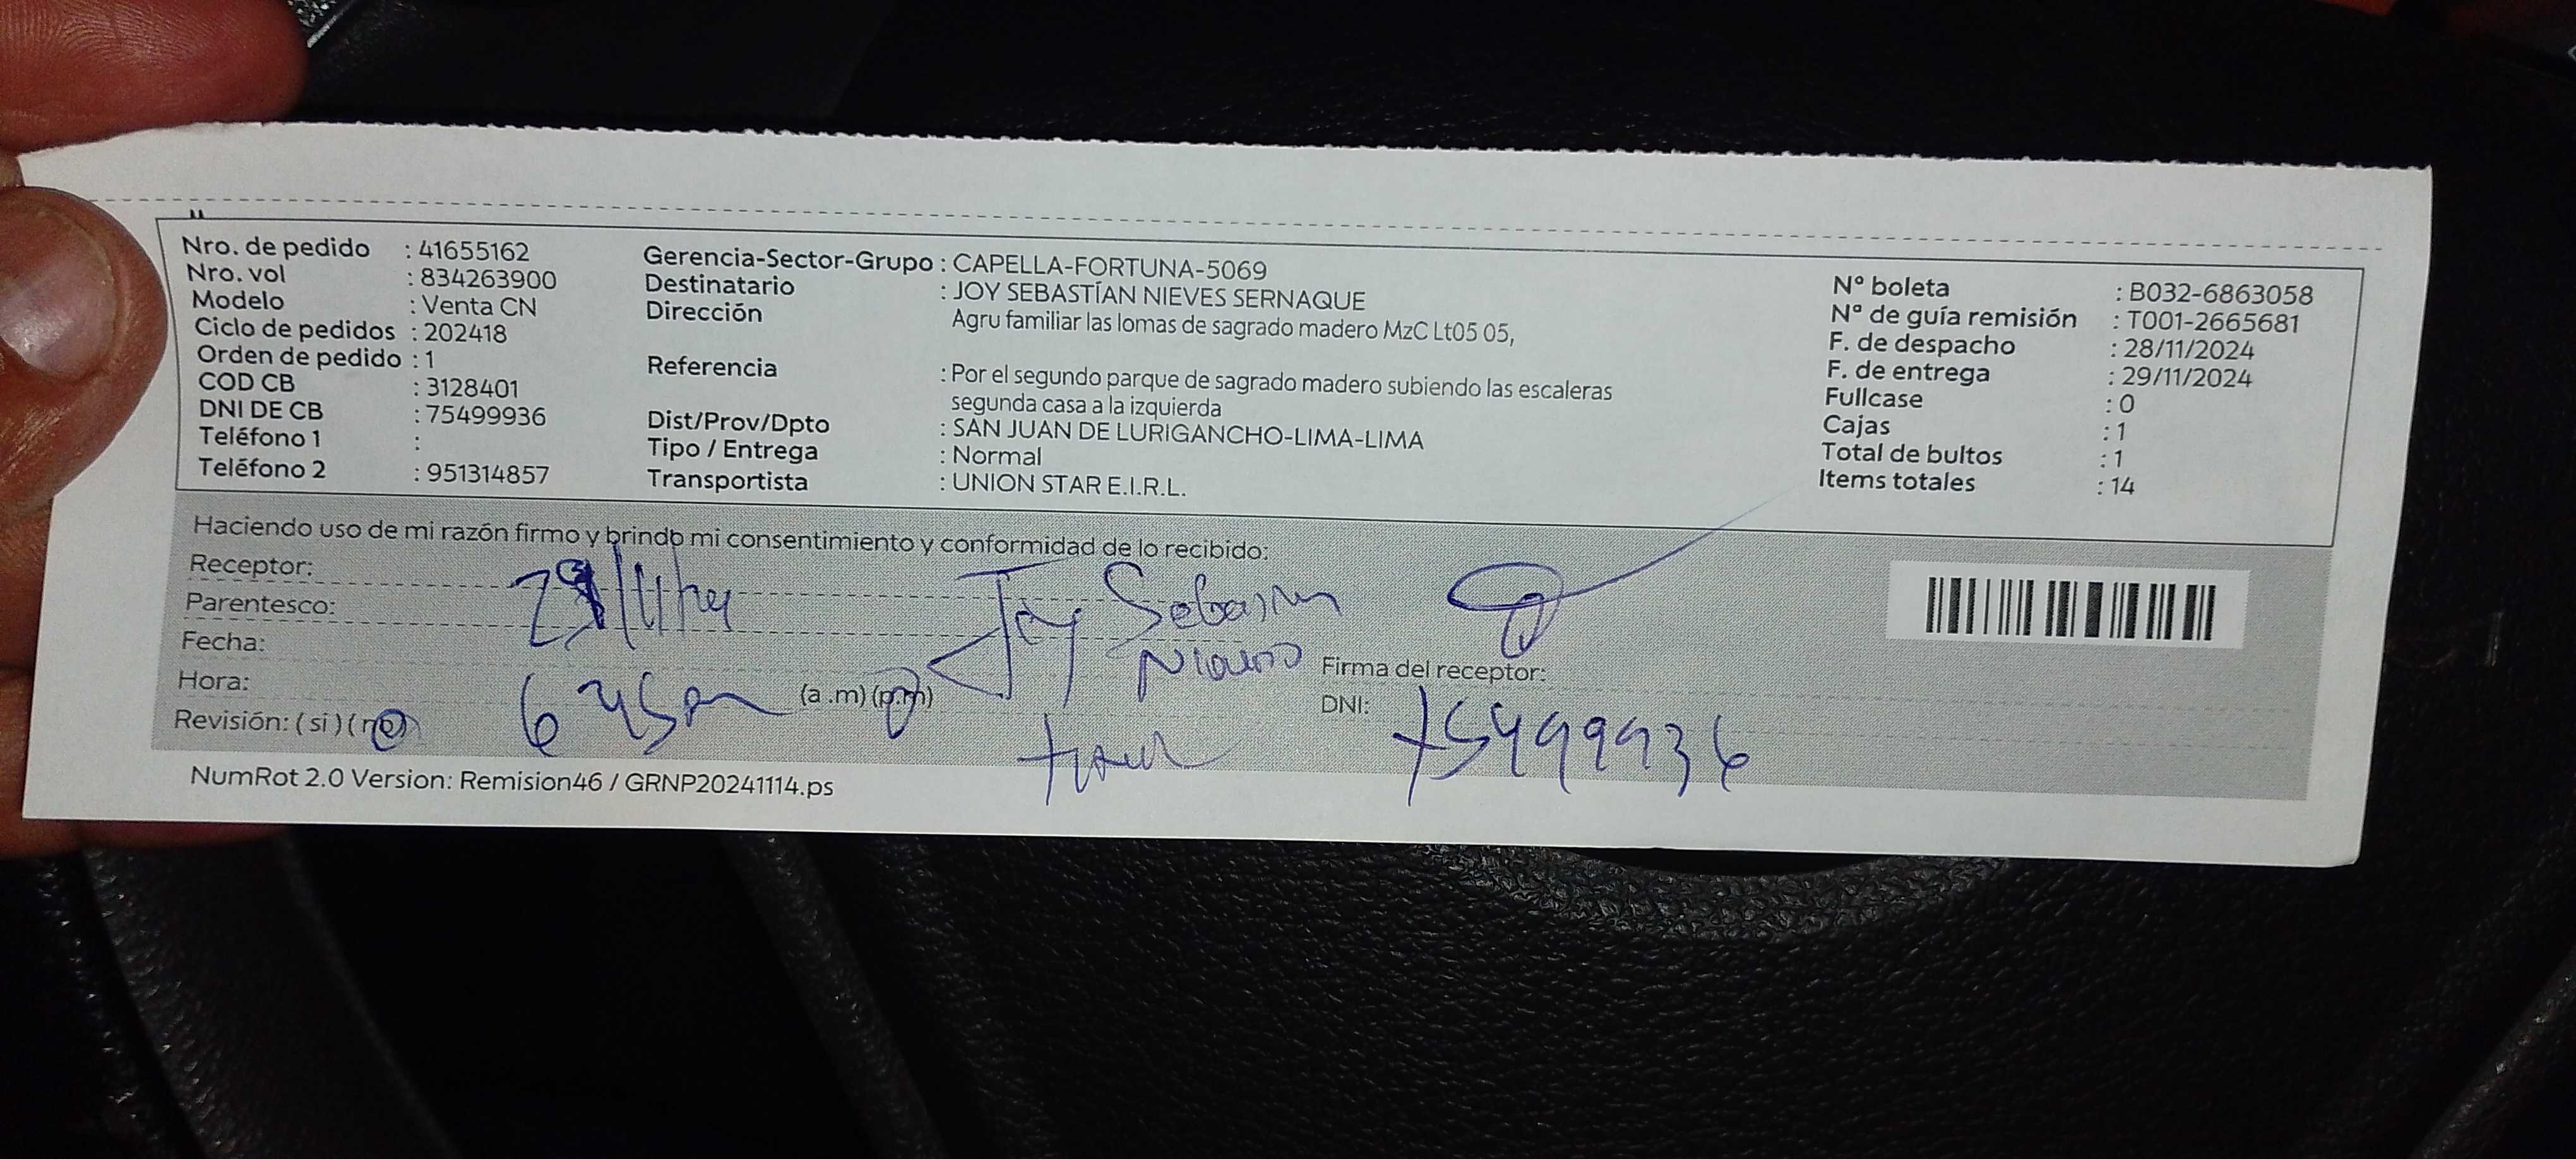 Nro. de pedido : 41655162
Nro. vol : 834263900
Modelo : Venta CN
Ciclo de pedidos : 202418
Orden de pedido : 1
COD CB : 3128401
DNI DE CB : 75499936
Teléfono 1 :
Teléfono 2 : 951314857
Gerencia-Sector-Grupo : CAPELLA-FORTUNA-5069
Destinatario : JOY SEBASTÍAN NIEVES SERNAQUE
Dirección Agru familiar las lomas de sagrado madero MzC Lt05 05,
Referencia : Por el segundo parque de sagrado madero subiendo las escaleras
segunda casa a la izquierda
Dist/Prov/Dpto : SAN JUAN DE LURIGANCHO-LIMA-LIMA
Tipo / Entrega : Normal
Transportista : UNION STAR E.I.R.L.
Nº boleta : B032-6863058
Nº de guía remisión : T001-2665681
F. de despacho : 28/11/2024
F. de entrega : 29/11/2024
Fullcase : 0
Cajas : 1
Total de bultos : 1
Items totales : 14
Haciendo uso de mi razón firmo y brindo mi consentimiento y conformidad de lo recibido:
Receptor:
Joy Sebastian
Parentesco:
Fecha:
Firma del receptor:
Hora: 6 45pm (a .m) (p.m)
DNI: 75499936
Revisión: ( si ) ( no )
NumRot 2.0 Version: Remision46 / GRNP20241114.ps